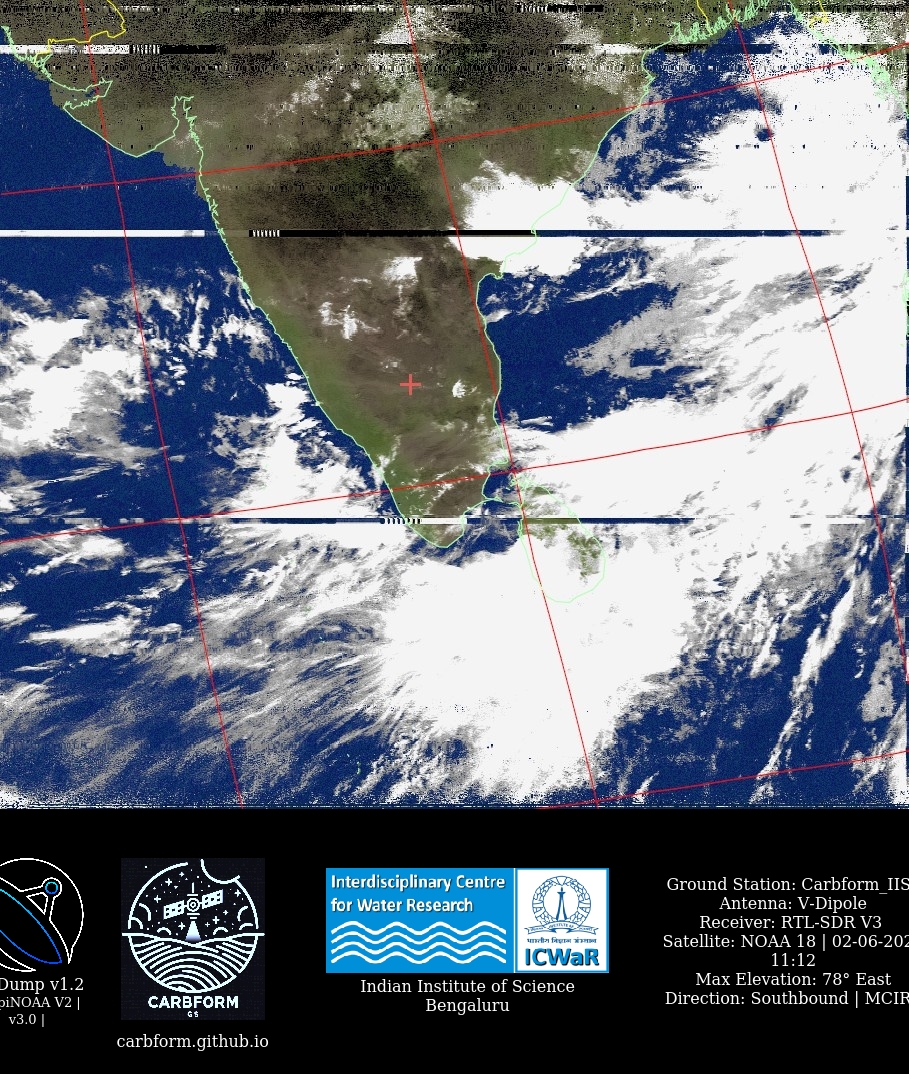 Interdisciplinary Centre
for Water Research
भारतीय विज्ञान संस्थान
ICWaR
Indian Institute of Science
Bengaluru
CARBFORM
GS
carbform.github.io
Dump v1.2
piNOAA V2 |
v3.0 |
Ground Station: Carbform_IIS
Antenna: V-Dipole
Receiver: RTL-SDR V3
Satellite: NOAA 18 | 02-06-202
11:12
Max Elevation: 78° East
Direction: Southbound | MCIR